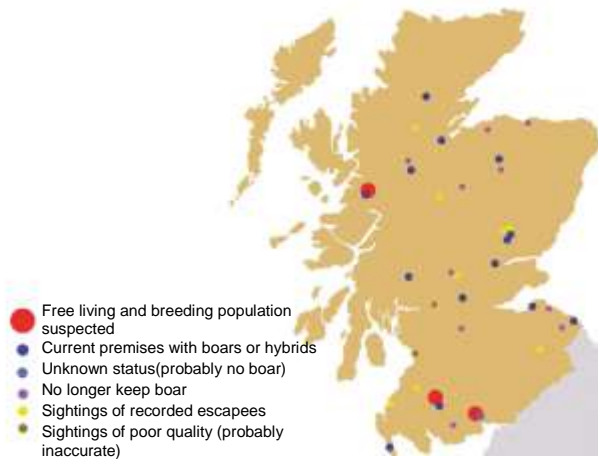 Free living and breeding population
suspected
Current premises with boars or hybrids
Unknown status(probably no boar)
No longer keep boar
Sightings of recorded escapees
Sightings of poor quality (probably
inaccurate)